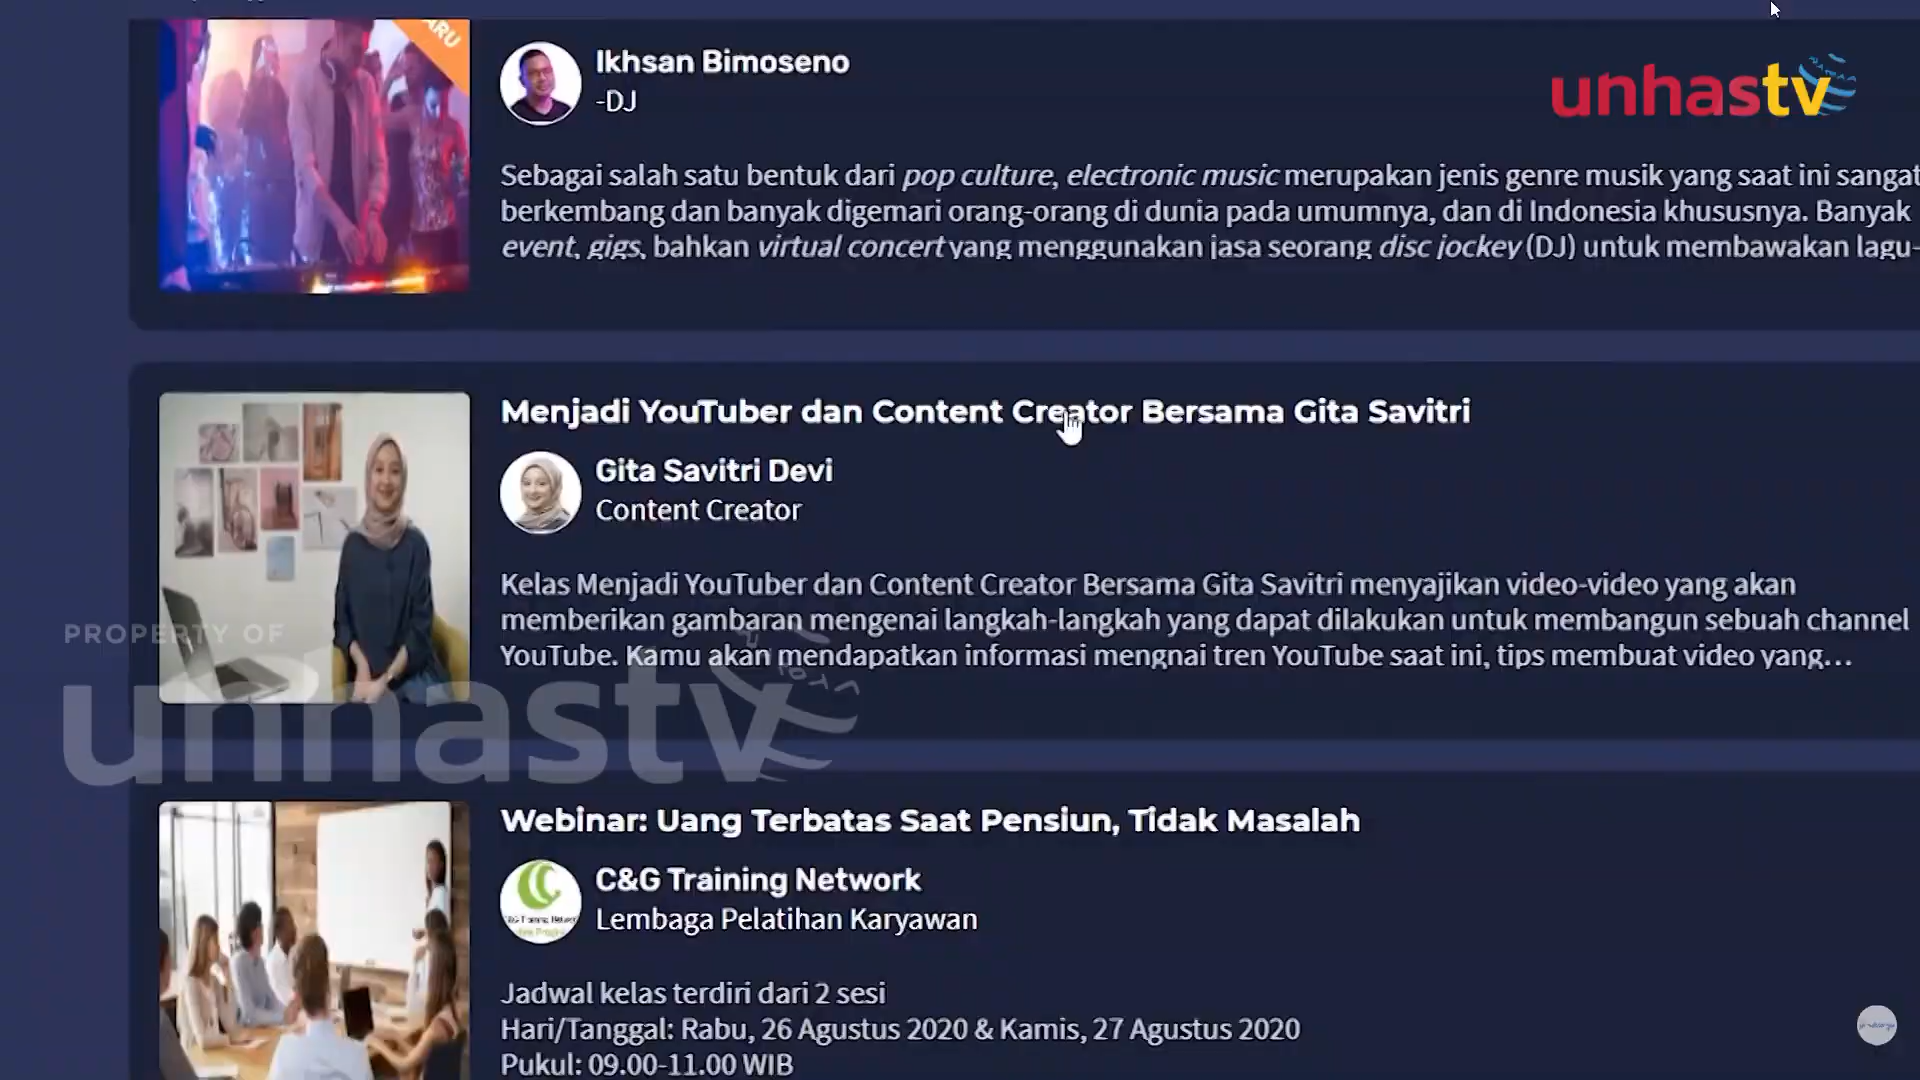 ARU
Ikhsan Bimoseno
-DJ
unhastv
Sebagai salah satu bentuk dari pop culture, electronic music merupakan jenis genre musik yang saat ini sangat
berkembang dan banyak digemari orang-orang di dunia pada umumnya, dan di Indonesia khususnya. Banyak
event, gigs, bahkan virtual concert yang menggunakan jasa seorang disc jockey (DJ) untuk membawakan lagu-
Menjadi YouTuber dan Content Creator Bersama Gita Savitri
Gita Savitri Devi
Content Creator
Kelas Menjadi YouTuber dan Content Creator Bersama Gita Savitri menyajikan video-video yang akan
memberikan gambaran mengenai langkah-langkah yang dapat dilakukan untuk membangun sebuah channel
YouTube. Kamu akan mendapatkan informasi mengnai tren YouTube saat ini, tips membuat video yang...
PROPERTY OF
unhastv
Webinar: Uang Terbatas Saat Pensiun, Tidak Masalah
C&G Training Network
Lembaga Pelatihan Karyawan
Jadwal kelas terdiri dari 2 sesi
Hari/Tanggal: Rabu, 26 Agustus 2020 & Kamis, 27 Agustus 2020
Pukul: 09.00-11.00 WIB